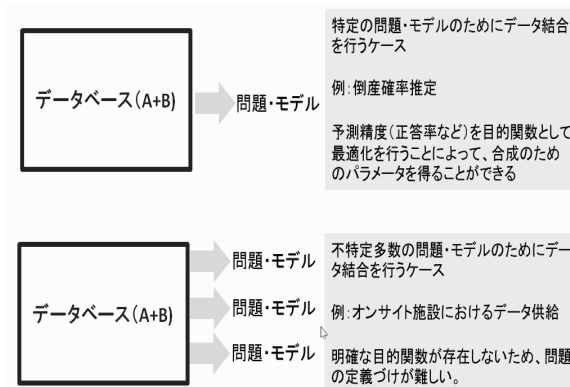 特定の問題・モデルのためにデータ結合
を行うケース
例:倒産確率推定
予測精度(正答率など)を目的関数として
最適化を行うことによって、合成のため
のパラメータを得ることができる
データベース(A+B)
問題・モデル
不特定多数の問題・モデルのためにデー
タ結合を行うケース
例:オンサイト施設におけるデータ供給
明確な目的関数が存在しないため、問題
の定義づけが難しい。
データベース(A+B)
問題・モデル
問題・モデル
問題・モデル